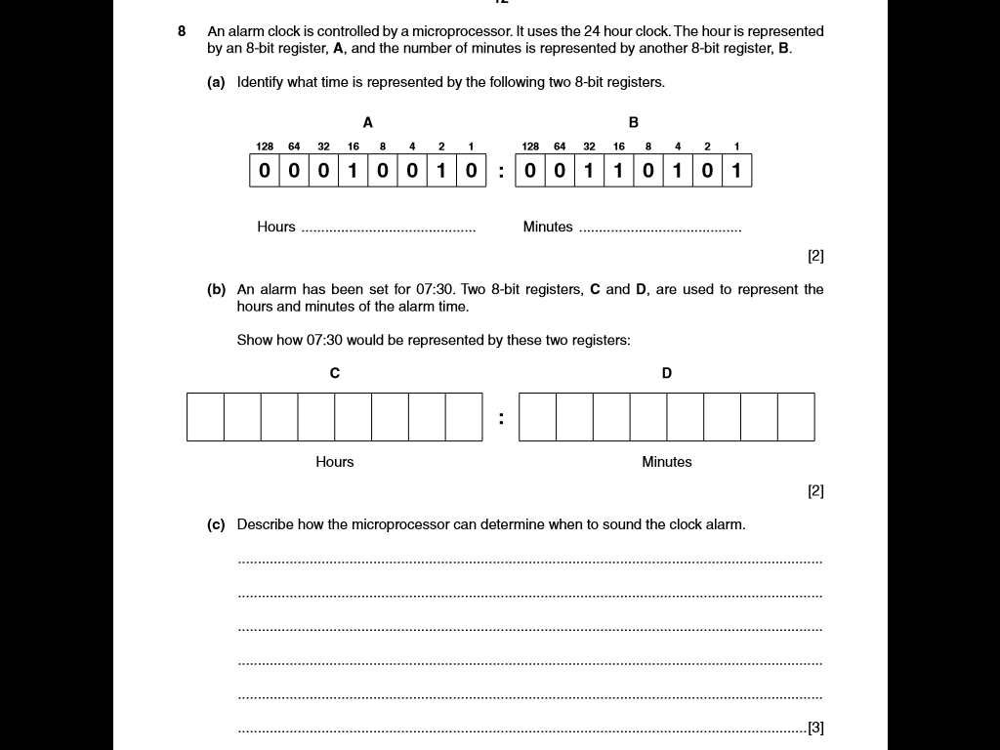 12
8 An alarm clock is controlled by a microprocessor. It uses the 24 hour clock. The hour is represented
by an 8-bit register, A, and the number of minutes is represented by another 8-bit register, B.
(a) Identify what time is represented by the following two 8-bit registers.
A B
128 64 32 16 8 4 2 1 128 64 32 16 8 4 2 1
0 0 0 1 0 0 1 0 : 0 0 1 1 0 1 0 1
Hours ............................................ Minutes .........................................
[2]
(b) An alarm has been set for 07:30. Two 8-bit registers, C and D, are used to represent the
hours and minutes of the alarm time.
Show how 07:30 would be represented by these two registers:
C D
:
Hours Minutes
[2]
(c) Describe how the microprocessor can determine when to sound the clock alarm.
..........................................................................................
..........................................................................................
..........................................................................................
..........................................................................................
..........................................................................................
..........................................................................................[3]